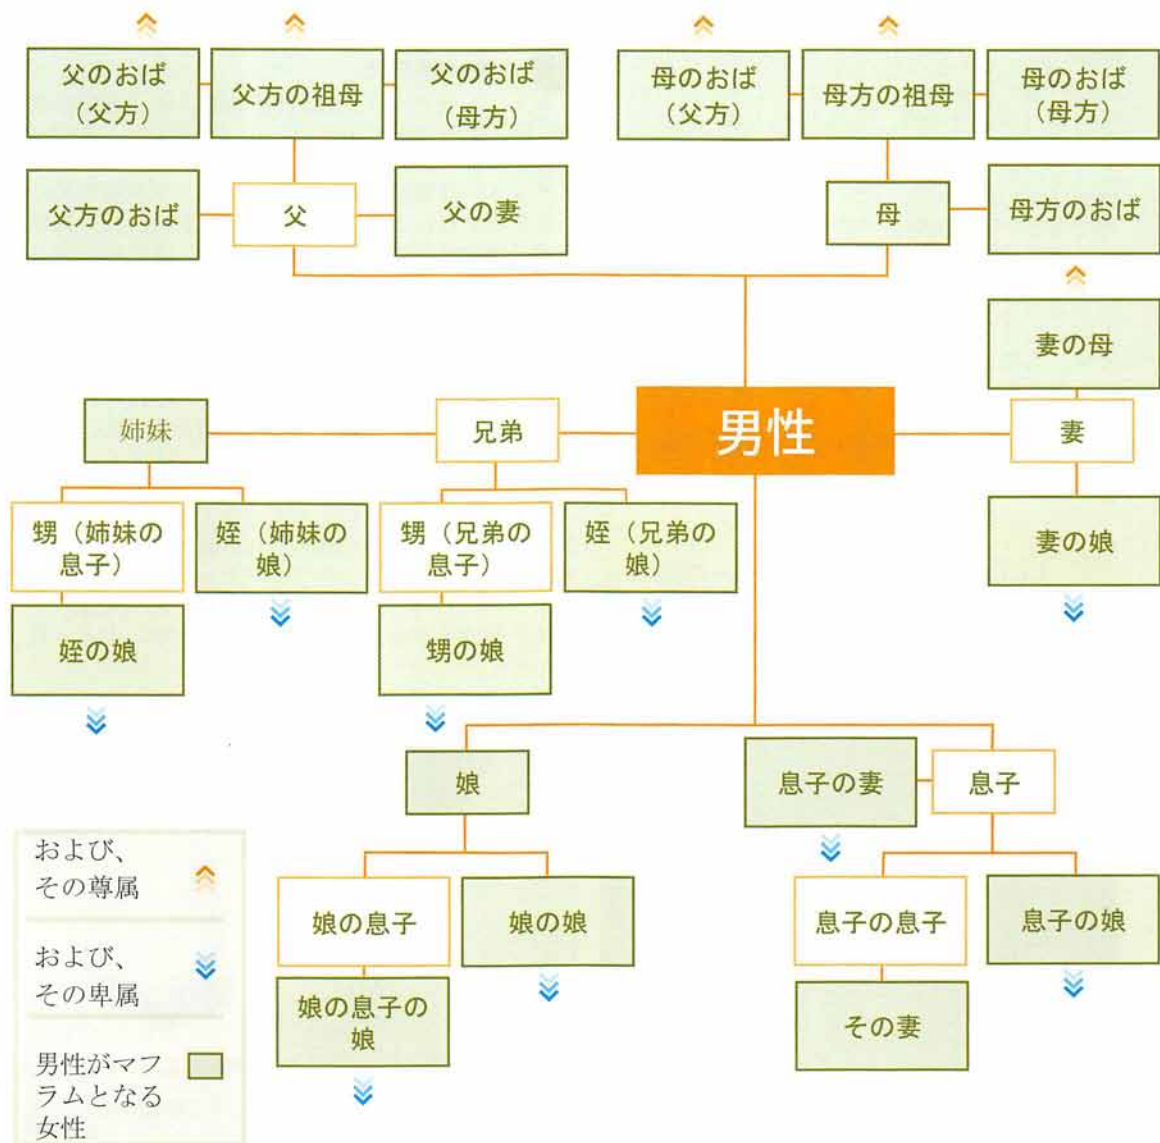 父のおば
(父方)
父方の祖母
父のおば
(母方)
母のおば
(父方)
母方の祖母
母のおば
(母方)
父方のおば
父
父の妻
母
母方のおば
妻の母
姉妹
兄弟
男性
妻
甥（姉妹の
息子）
姪（姉妹の
娘）
甥（兄弟の
息子）
姪（兄弟の
娘）
妻の娘
姪の娘
甥の娘
娘
息子の妻
息子
娘の息子
娘の娘
息子の息子
息子の娘
娘の息子の
娘
その妻
および、
その尊属
および、
その卑属
男性がマフ
ラムとなる
女性